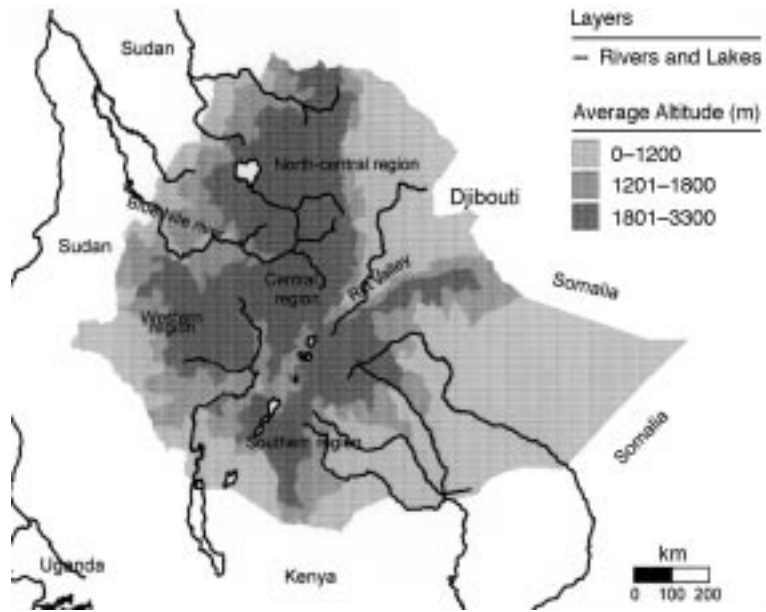 Layers
Rivers and Lakes
Average Altitude (m)
0–1200
1201–1800
1801–3300
Sudan
North-central region
Djibouti
Blue Nile river
Sudan
Rift Valley
Central
region
Somalia
Western
region
Somalia
Southern region
Uganda
Kenya
km
0 100 200